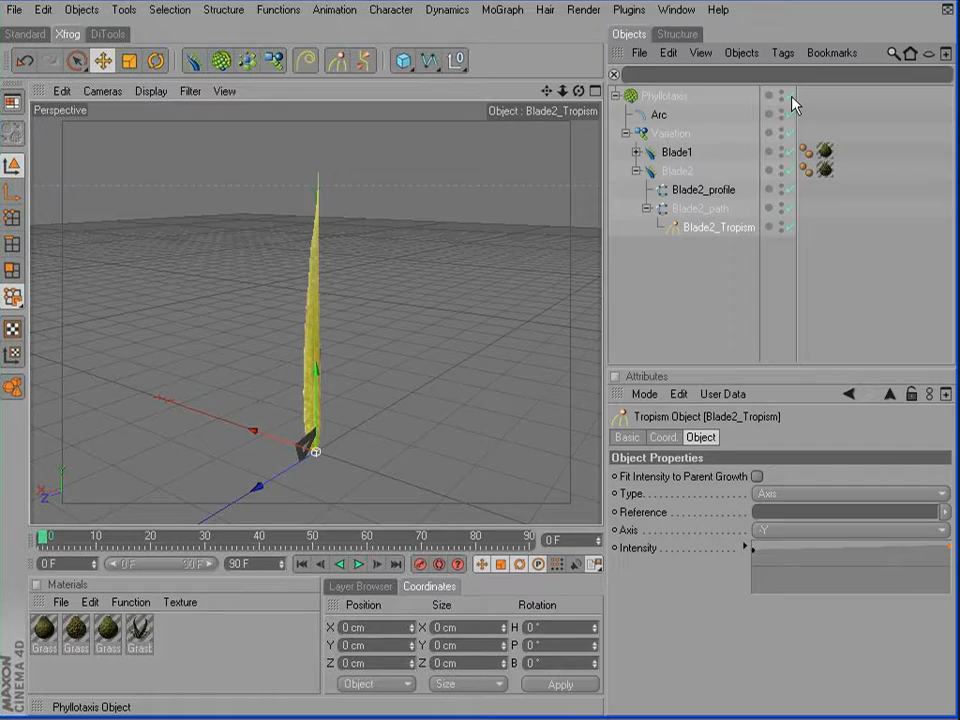 File Edit Objects Tools Selection Structure Functions Animation Character Dynamics MoGraph Hair Render Plugins Window Help
Standard Xfrog DiTools
Objects Structure
File Edit View Objects Tags Bookmarks
Edit Cameras Display Filter View
Perspective
Object : Blade2_Tropism
Phyllotaxis
Arc
Variation
Blade1
Blade2
Blade2_profile
Blade2_path
Blade2_Tropism
Attributes
Mode Edit User Data
Tropism Object [Blade2_Tropism]
Basic Coord. Object
Object Properties
Fit Intensity to Parent Growth
Type Axis
Reference
Axis -Y
Intensity
X
Y
Z
0 10 20 30 40 50 60 70 80 90 0 F
0 F 0 F 90 F 90 F
Materials
File Edit Function Texture
Grass Grass Grass Grast
Layer Browser Coordinates
Position Size Rotation
X 0 cm X 0 cm H 0 °
Y 0 cm Y 0 cm P 0 °
Z 0 cm Z 0 cm B 0 °
Object Size Apply
MAXON
CINEMA 4D
Phyllotaxis Object